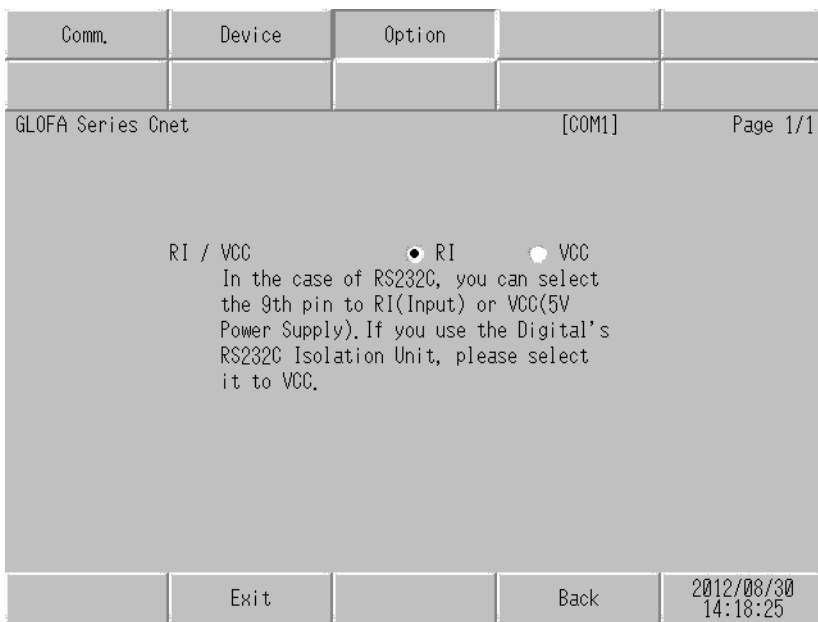 Comm. Device Option
GLOFA Series Cnet [COM1] Page 1/1
RI / VCC RI VCC
In the case of RS232C, you can select
the 9th pin to RI(Input) or VCC(5V
Power Supply).If you use the Digital's
RS232C Isolation Unit, please select
it to VCC.
Exit Back 2012/08/30
14:18:25